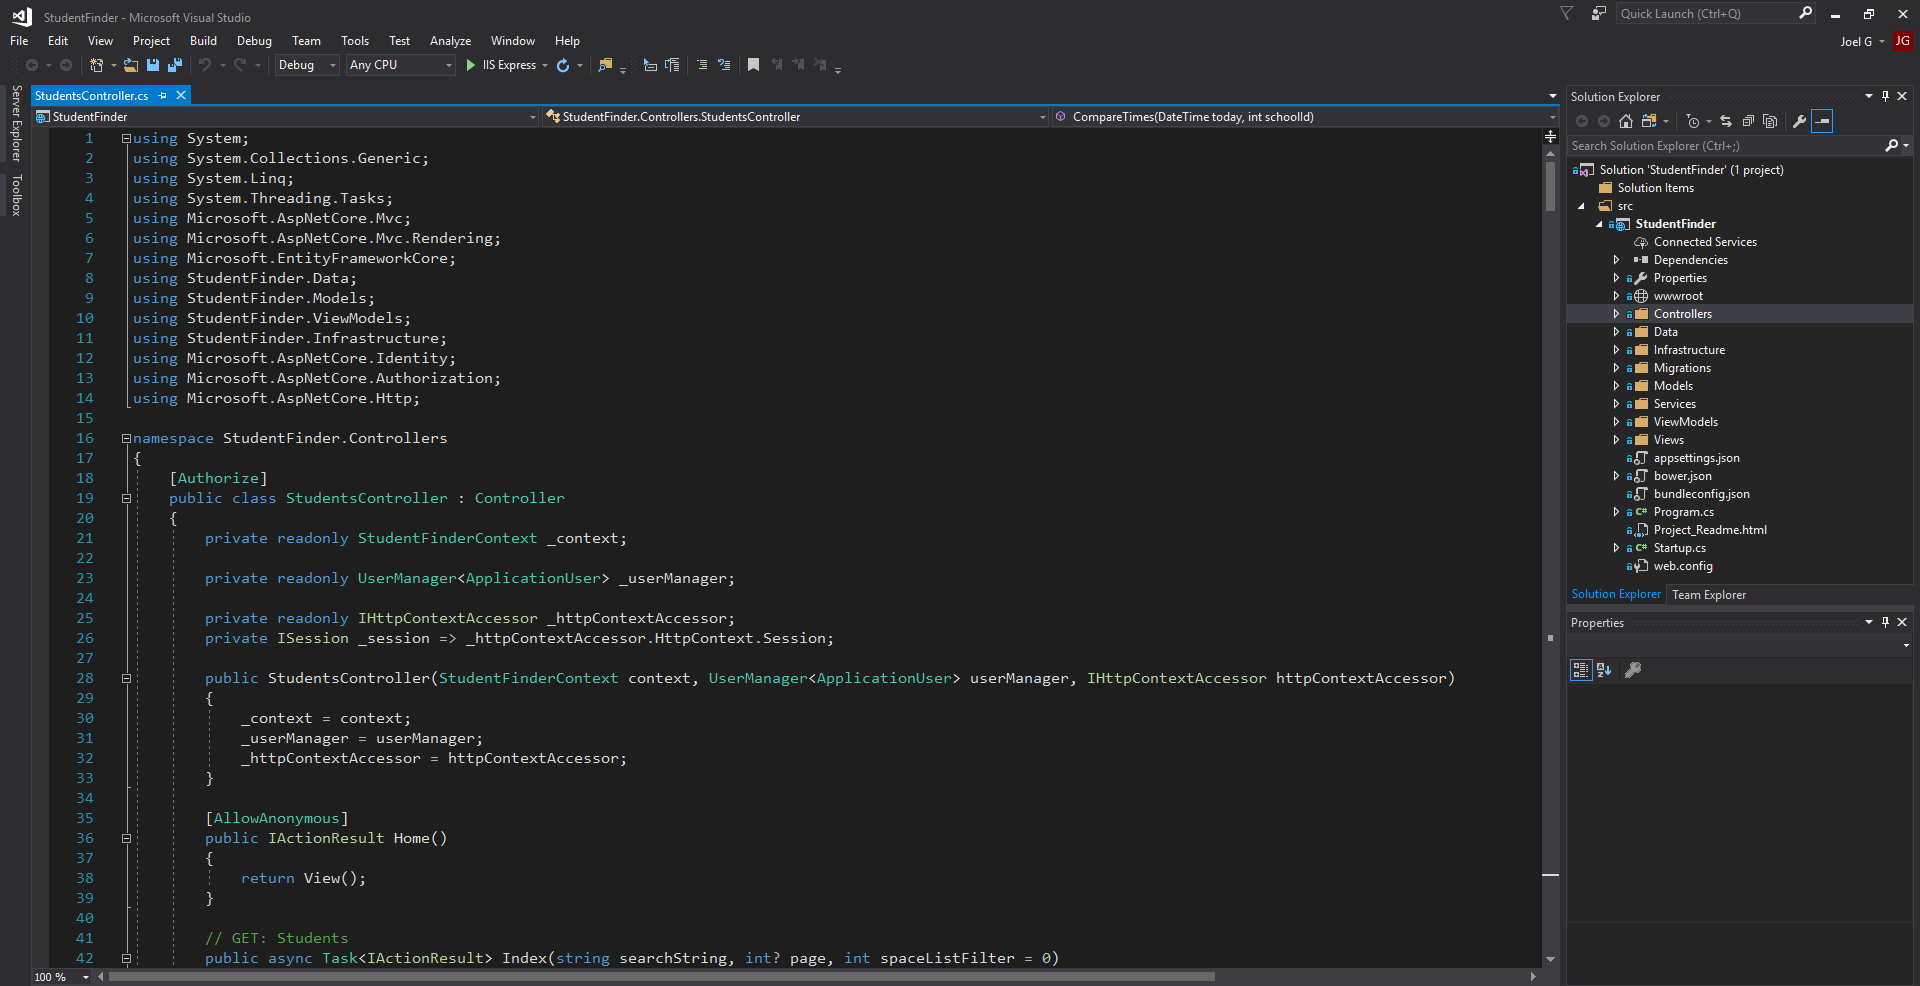 StudentFinder - Microsoft Visual Studio
Quick Launch (Ctrl+Q)
File Edit View Project Build Debug Team Tools Test Analyze Window Help
Joel G JG
Debug Any CPU IIS Express
Server Explorer
Toolbox
StudentsController.cs
StudentFinder StudentFinder.Controllers.StudentsController CompareTimes(DateTime today, int schoolId)
1 using System;
2 using System.Collections.Generic;
3 using System.Linq;
4 using System.Threading.Tasks;
5 using Microsoft.AspNetCore.Mvc;
6 using Microsoft.AspNetCore.Mvc.Rendering;
7 using Microsoft.EntityFrameworkCore;
8 using StudentFinder.Data;
9 using StudentFinder.Models;
10 using StudentFinder.ViewModels;
11 using StudentFinder.Infrastructure;
12 using Microsoft.AspNetCore.Identity;
13 using Microsoft.AspNetCore.Authorization;
14 using Microsoft.AspNetCore.Http;
15
16 namespace StudentFinder.Controllers
17 {
18 [Authorize]
19 public class StudentsController : Controller
20 {
21 private readonly StudentFinderContext _context;
22
23 private readonly UserManager<ApplicationUser> _userManager;
24
25 private readonly IHttpContextAccessor _httpContextAccessor;
26 private ISession _session => _httpContextAccessor.HttpContext.Session;
27
28 public StudentsController(StudentFinderContext context, UserManager<ApplicationUser> userManager, IHttpContextAccessor httpContextAccessor)
29 {
30 _context = context;
31 _userManager = userManager;
32 _httpContextAccessor = httpContextAccessor;
33 }
34
35 [AllowAnonymous]
36 public IActionResult Home()
37 {
38 return View();
39 }
40
41 // GET: Students
42 public async Task<IActionResult> Index(string searchString, int? page, int spaceListFilter = 0)
100 %
Solution Explorer
Search Solution Explorer (Ctrl+;)
Solution 'StudentFinder' (1 project)
Solution Items
src
StudentFinder
Connected Services
Dependencies
Properties
wwwroot
Controllers
Data
Infrastructure
Migrations
Models
Services
ViewModels
Views
appsettings.json
bower.json
bundleconfig.json
C# Program.cs
Project_Readme.html
C# Startup.cs
web.config
Solution Explorer Team Explorer
Properties